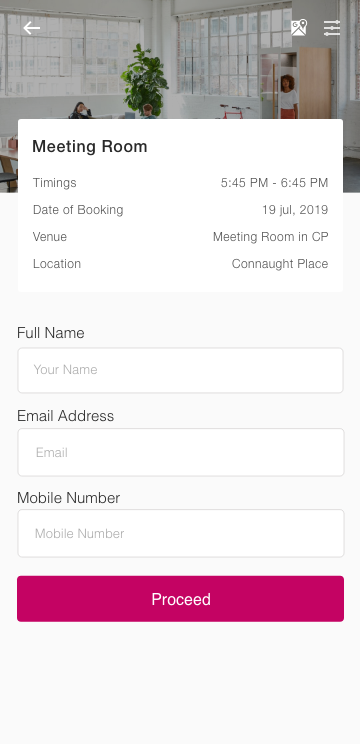 Meeting Room
Timings 5:45 PM - 6:45 PM
Date of Booking 19 jul, 2019
Venue Meeting Room in CP
Location Connaught Place
Full Name
Your Name
Email Address
Email
Mobile Number
Mobile Number
Proceed